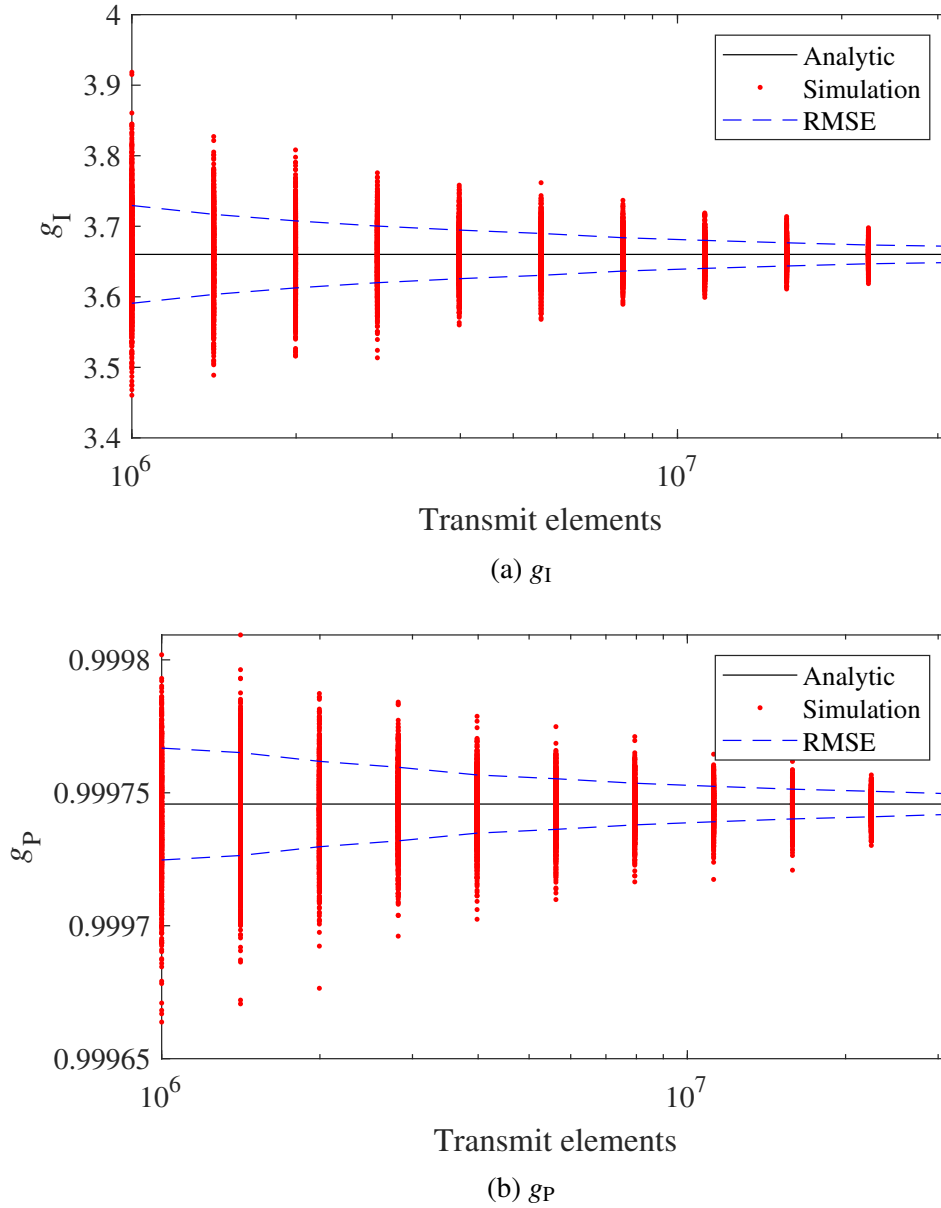 4
3.9
3.8
3.7
3.6
3.5
3.4
g_I
Analytic
Simulation
RMSE
10^6
10^7
Transmit elements
(a) g_I
0.9998
0.99975
0.9997
0.99965
g_P
Analytic
Simulation
RMSE
10^6
10^7
Transmit elements
(b) g_P